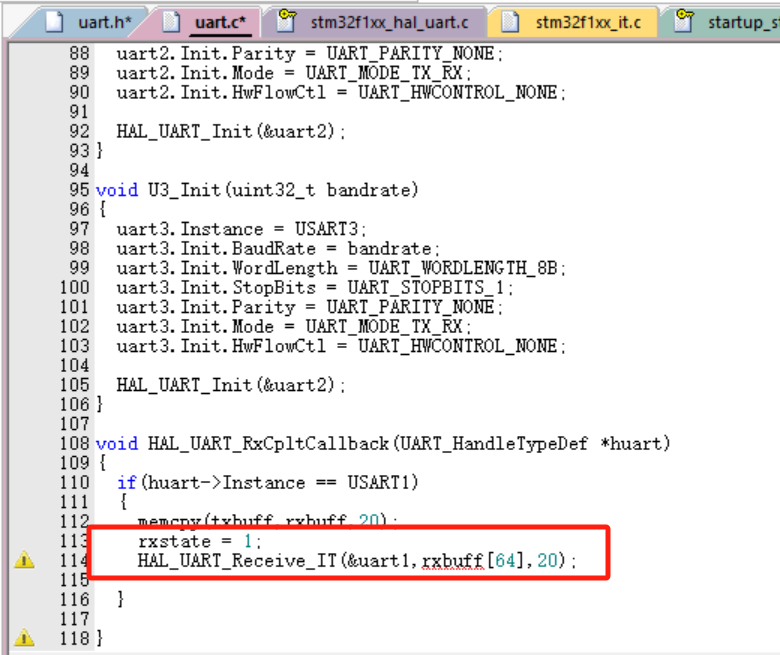 uart.h* uart.c* stm32f1xx_hal_uart.c stm32f1xx_it.c startup_s
88 uart2.Init.Parity = UART_PARITY_NONE;
89 uart2.Init.Mode = UART_MODE_TX_RX;
90 uart2.Init.HwFlowCtl = UART_HWCONTROL_NONE;
91
92 HAL_UART_Init(&uart2);
93 }
94
95 void U3_Init(uint32_t bandrate)
96 {
97 uart3.Instance = USART3;
98 uart3.Init.BaudRate = bandrate;
99 uart3.Init.WordLength = UART_WORDLENGTH_8B;
100 uart3.Init.StopBits = UART_STOPBITS_1;
101 uart3.Init.Parity = UART_PARITY_NONE;
102 uart3.Init.Mode = UART_MODE_TX_RX;
103 uart3.Init.HwFlowCtl = UART_HWCONTROL_NONE;
104
105 HAL_UART_Init(&uart2);
106 }
107
108 void HAL_UART_RxCpltCallback(UART_HandleTypeDef *huart)
109 {
110 if(huart->Instance == USART1)
111 {
112 memcpy(txbuff,rxbuff,20);
113 rxstate = 1;
114 HAL_UART_Receive_IT(&uart1,rxbuff[64],20);
115
116 }
117
118 }